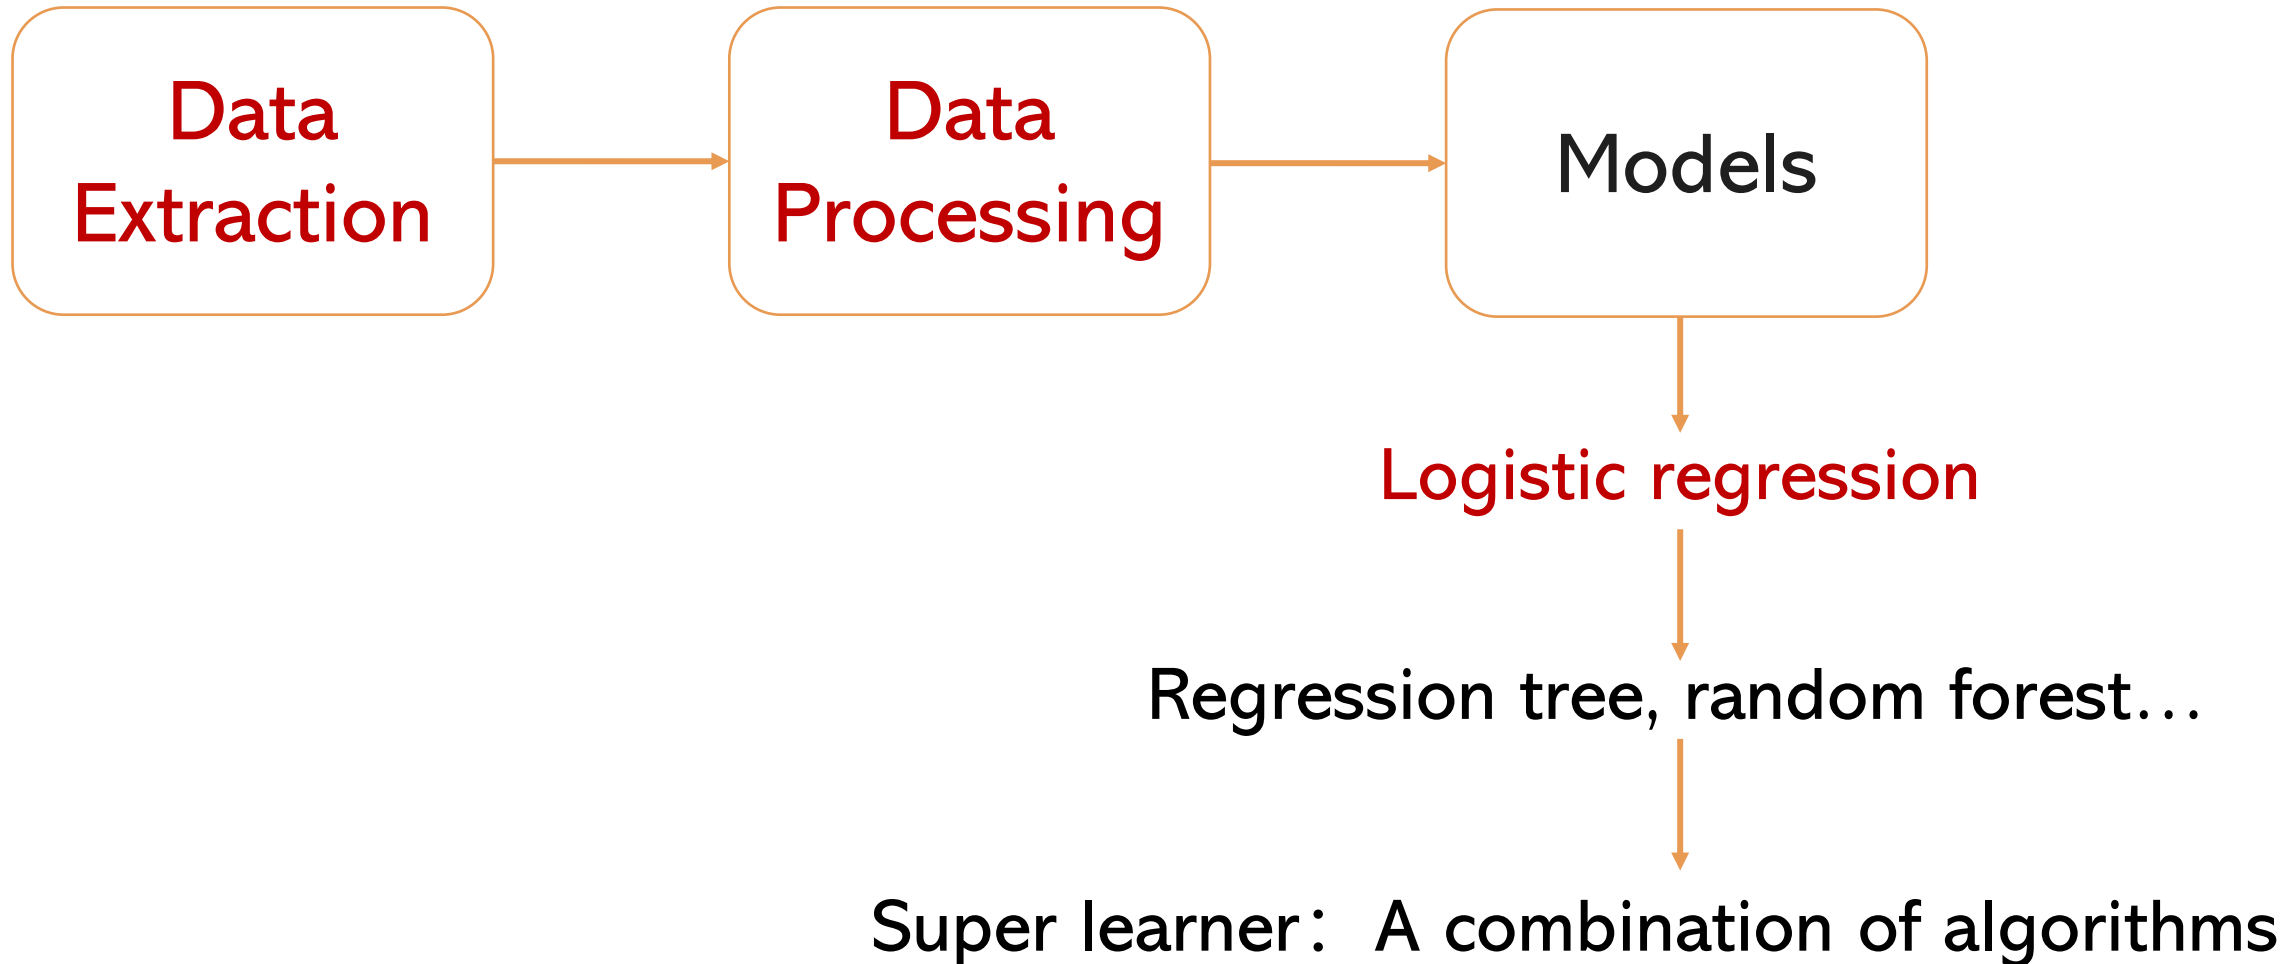 Data
Extraction
Data
Processing
Models
Logistic regression
Regression tree, random forest…
Super learner： A combination of algorithms